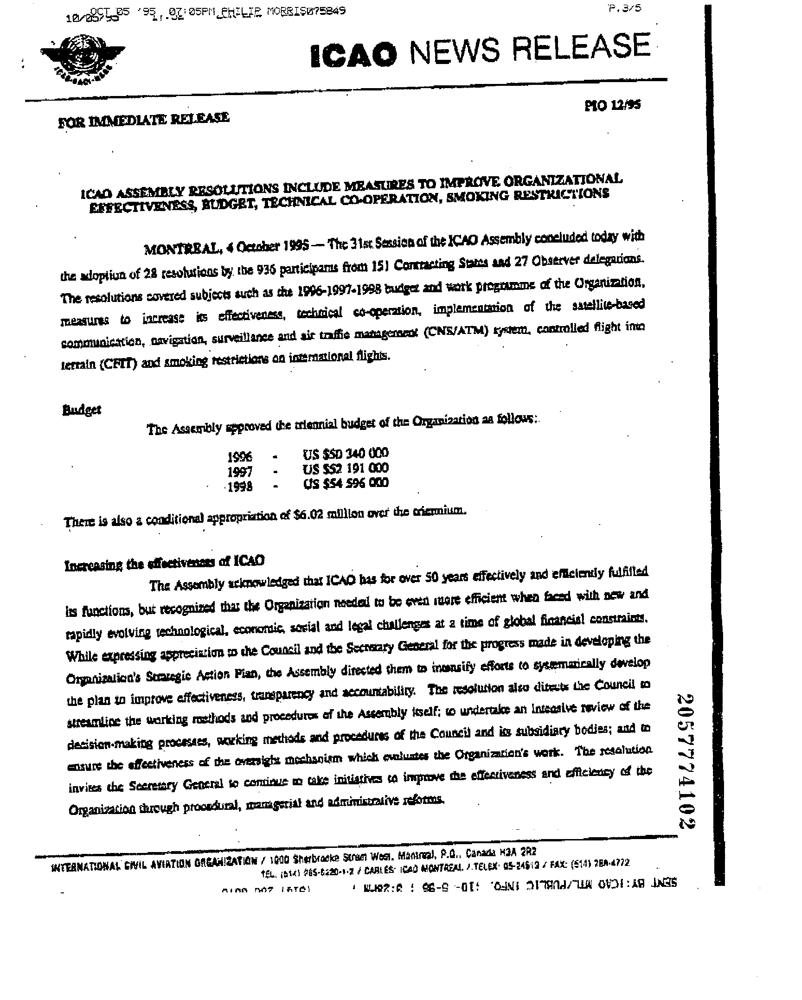 OCT 05 '95 07:05PM PHILIP MORRIS075849 P.3/5
ICAO NEWS RELEASE
PIO 12/95
FOR IMMEDIATE RELEASE
ICAO ASSEMBLY RESOLUTIONS INCLUDE MEASURES TO IMPROVE ORGANIZATIONAL
EFFECTIVENESS, BUDGET, TECHNICAL CO-OPERATION, SMOKING RESTRICTIONS
MONTREAL, 4 October 1995 — The 31st Session of the ICAO Assembly concluded today with
the adoption of 28 resolutions by the 936 participants from 151 Contracting States and 27 Observer delegations.
The resolutions covered subjects such as the 1996-1997-1998 budget and work programme of the Organization,
measures to increase its effectiveness, technical co-operation, implementation of the satellite-based
communication, navigation, surveillance and air traffic management (CNS/ATM) system, controlled flight into
terrain (CFIT) and smoking restrictions on international flights.
Budget
The Assembly approved the triennial budget of the Organization as follows:
1996 - US $50 340 000
1997 - US $52 191 000
1998 - US $54 596 000
There is also a conditional appropriation of $6.02 million over the triennium.
Increasing the effectiveness of ICAO
The Assembly acknowledged that ICAO has for over 50 years effectively and efficiently fulfilled
its functions, but recognized that the Organization needed to be even more efficient when faced with new and
rapidly evolving technological, economic, social and legal challenges at a time of global financial constraints.
While expressing appreciation to the Council and the Secretary General for the progress made in developing the
Organization's Strategic Action Plan, the Assembly directed them to intensify efforts to systematically develop
the plan to improve effectiveness, transparency and accountability. The resolution also directs the Council to
streamline the working methods and procedures of the Assembly itself; to undertake an intensive review of the
decision-making processes, working methods and procedures of the Council and its subsidiary bodies; and to
ensure the effectiveness of the oversight mechanism which evaluates the Organization's work. The resolution
invites the Secretary General to continue to take initiatives to improve the effectiveness and efficiency of the
Organization through procedural, managerial and administrative reforms.
2057774102
INTERNATIONAL CIVIL AVIATION ORGANIZATION / 1000 Sherbrooke Street West, Montreal, P.Q., Canada H3A 2R2
TEL. (514) 285-8220-1-2 / CABLES: ICAO MONTREAL / TELEX: 05-24513 / FAX: (514) 288-4772
SENT BY: ICAO MTL/PUBLIC INFO. :10- 5-95 :